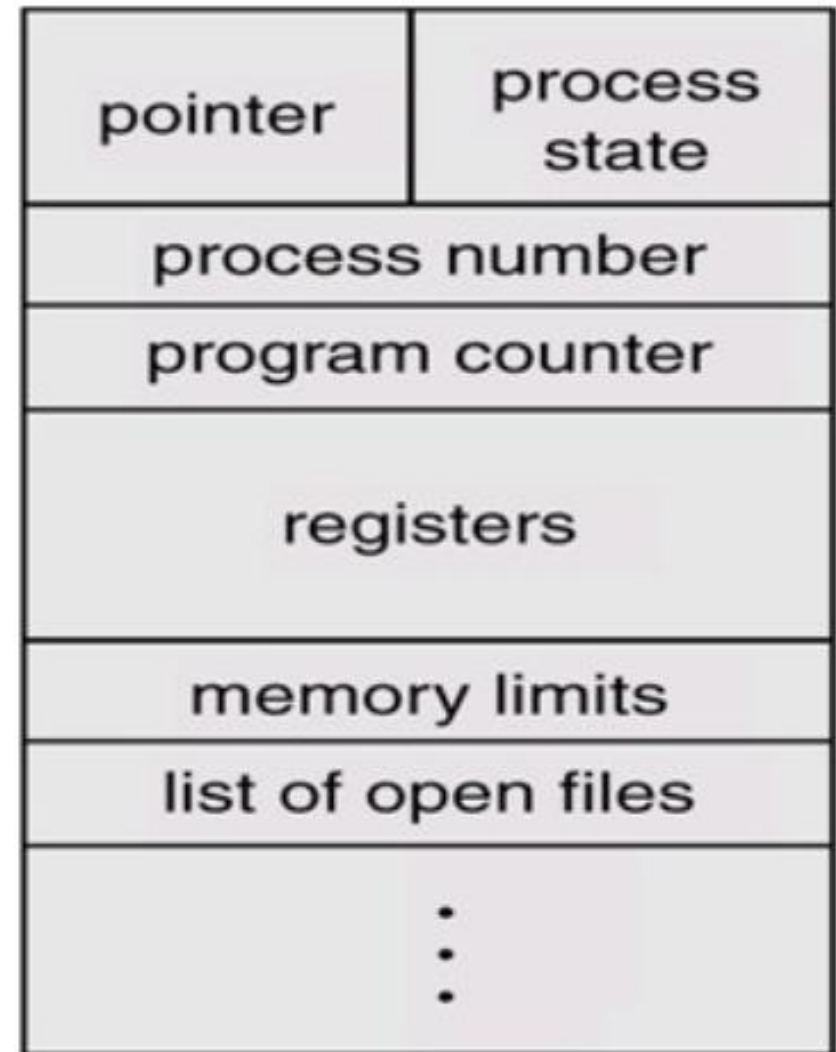 pointer
process
state
process number
program counter
registers
memory limits
list of open files